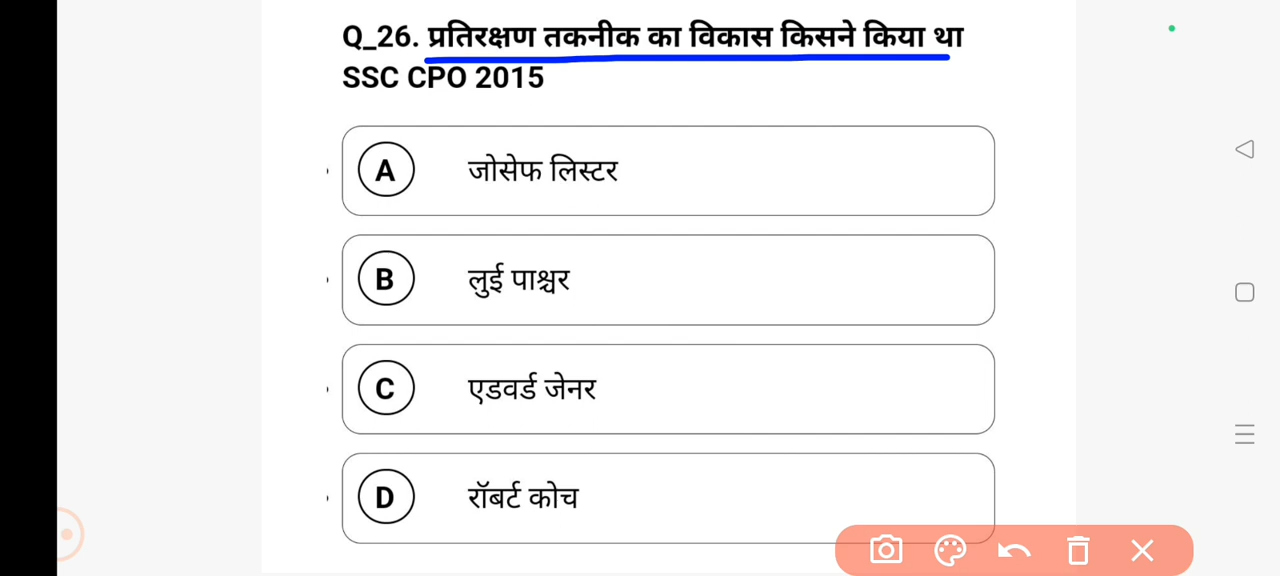 Q_26. प्रतिरक्षण तकनीक का विकास किसने किया था
SSC CPO 2015
A जोसेफ लिस्टर
B लुई पाश्चर
C एडवर्ड जेनर
D रॉबर्ट कोच